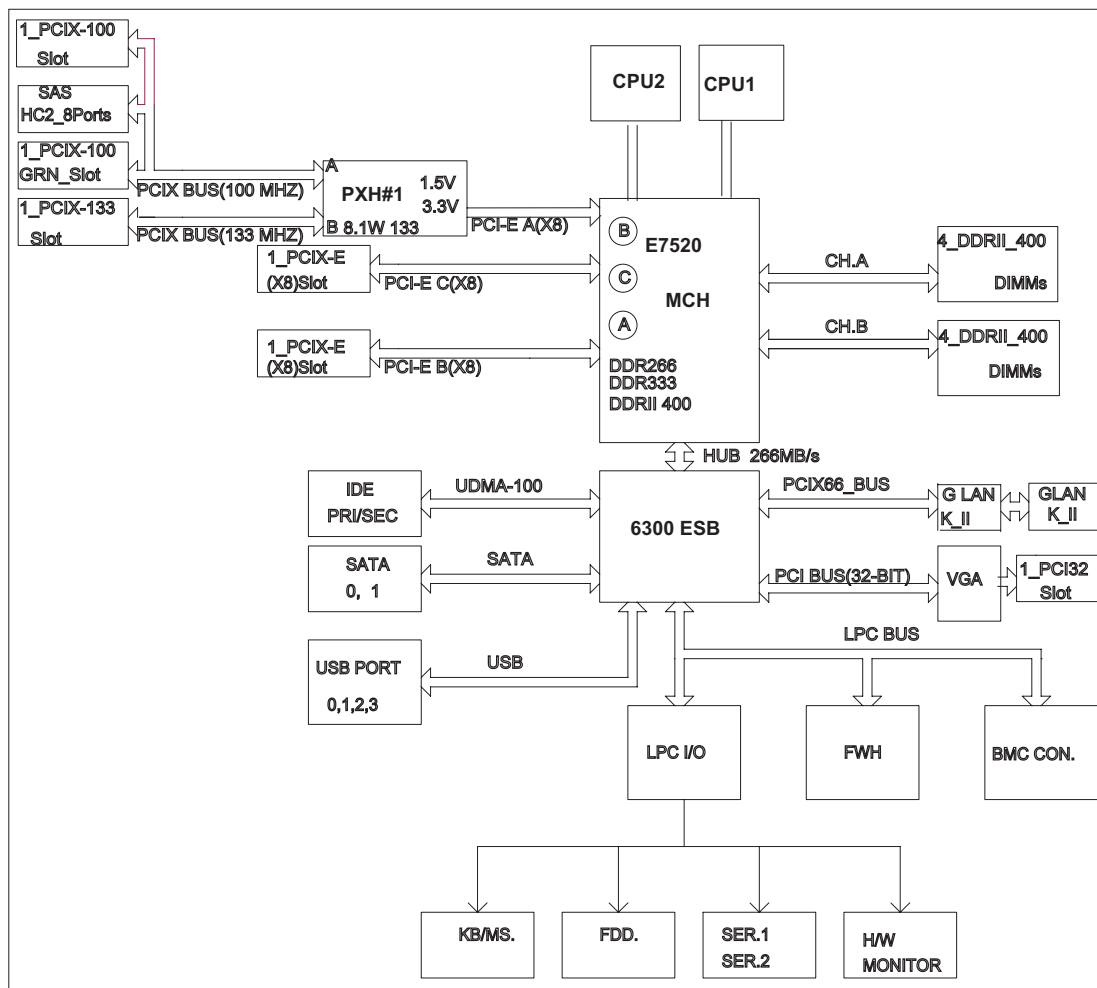 1_PCIX-100
Slot
SAS
HC2_8Ports
1_PCIX-100
GRN_Slot
PCIX BUS(100 MHZ)
1_PCIX-133
Slot
PCIX BUS(133 MHZ)
A
PXH#1
1.5V
3.3V
B 8.1W 133
PCI-E A(X8)
CPU2
CPU1
B
E7520
C
MCH
A
DDR266
DDR333
DDRII 400
1_PCIX-E
(X8)Slot
PCI-E C(X8)
1_PCIX-E
(X8)Slot
PCI-E B(X8)
CH.A
4_DDRII_400
DIMMs
CH.B
4_DDRII_400
DIMMs
HUB 266MB/s
IDE
PRI/SEC
UDMA-100
SATA
0, 1
SATA
6300 ESB
PCIX66_BUS
G LAN
K_II
GLAN
K_II
PCI BUS(32-BIT)
VGA
1_PCI32
Slot
USB PORT
0,1,2,3
USB
LPC BUS
LPC I/O
FWH
BMC CON.
KB/MS.
FDD.
SER.1
SER.2
H/W
MONITOR